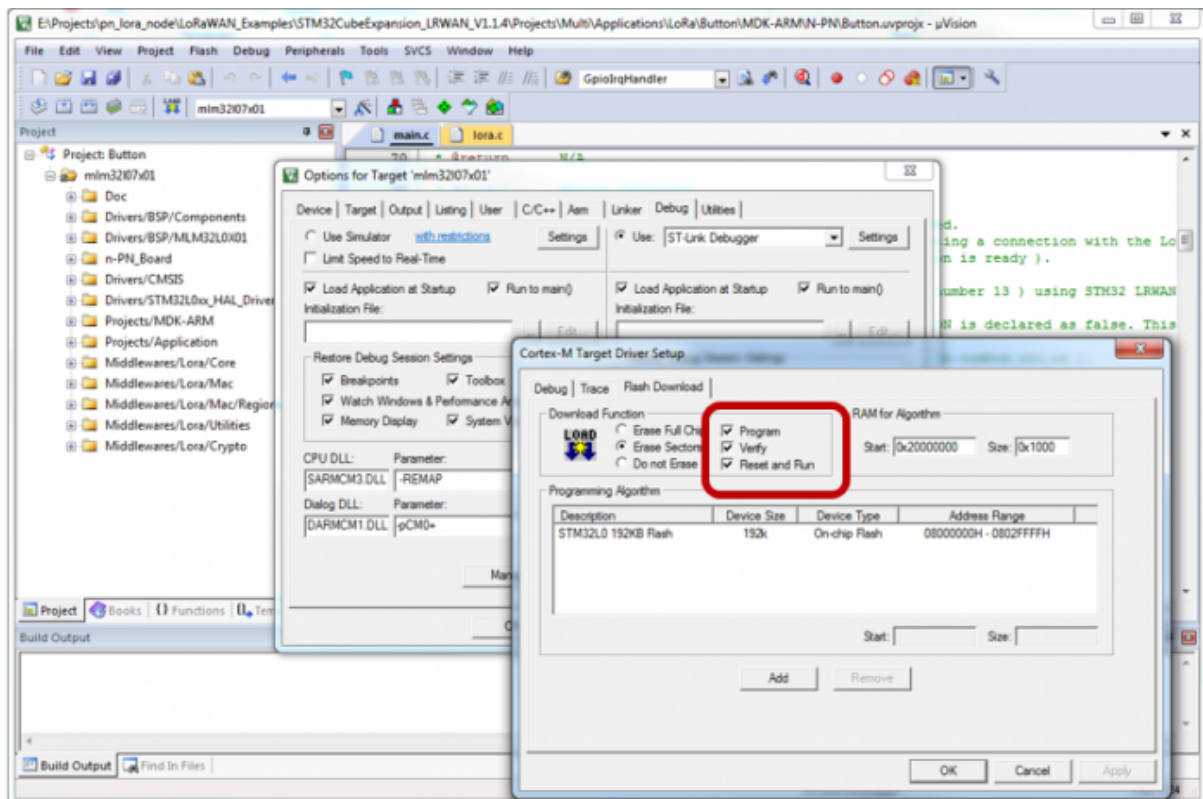 E:\Projects\pn_lora_node\LoRaWAN_Examples\STM32CubeExpansion_LRWAN_V1.1.4\Projects\Multi\Applications\LoRa\Button\MDK-ARM\N-PN\Button.uvprojx - µVision
File Edit View Project Flash Debug Peripherals Tools SVCS Window Help
GpioIrqHandler
LOAD mlm32l07x01
Project
main.c lora.c
Project: Button
mlm32l07x01
Doc
Drivers/BSP/Components
Drivers/BSP/MLM32L0X01
n-PN_Board
Drivers/CMSIS
Drivers/STM32L0xx_HAL_Driver
Projects/MDK-ARM
Projects/Application
Middlewares/Lora/Core
Middlewares/Lora/Mac
Middlewares/Lora/Mac/Region
Middlewares/Lora/Utilities
Middlewares/Lora/Crypto
Project Books {} Functions Tem
70 * @return N/A
ed.
ing a connection with the Lo
n is ready ).
umber 13 ) using STM32 LRWAN
N is declared as false. This
Options for Target 'mlm32l07x01'
Device Target Output Listing User C/C++ Asm Linker Debug Utilities
Use Simulator with restrictions Settings Use: ST-Link Debugger Settings
Limit Speed to Real-Time
Load Application at Startup Run to main() Load Application at Startup Run to main()
Initialization File: Initialization File:
... Edit ... Edit
Restore Debug Session Settings
Breakpoints Toolbox
Watch Windows & Performance An
Memory Display System V
CPU DLL: Parameter:
SARMCM3.DLL -REMAP
Dialog DLL: Parameter:
DARMCM1.DLL -pCM0+
Man
Cortex-M Target Driver Setup
Debug Trace Flash Download
Download Function RAM for Algorithm
LOAD Erase Full Chip Program
Erase Sectors Verify Start: 0x20000000 Size: 0x1000
Do not Erase Reset and Run
Programming Algorithm
Description Device Size Device Type Address Range
STM32L0 192KB Flash 192k On-chip Flash 08000000H - 0802FFFFH
Start: Size:
Add Remove
OK Cancel Apply
Build Output
Build Output Find In Files